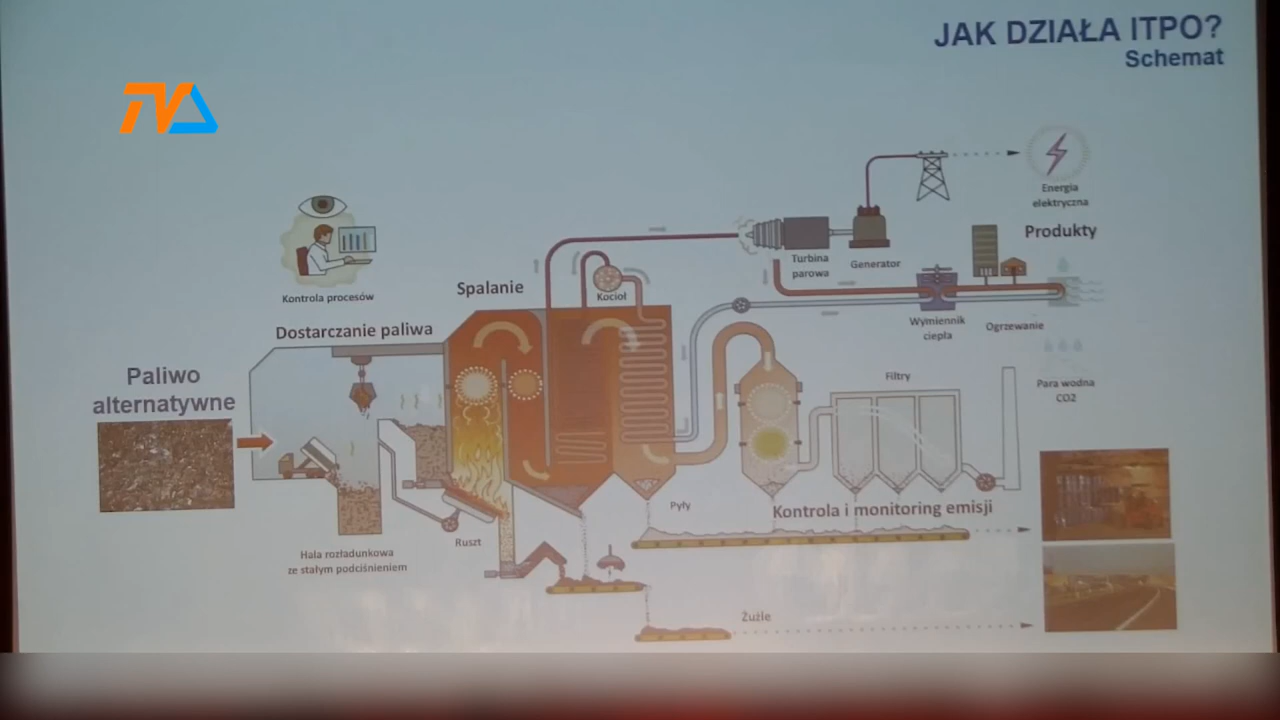 JAK DZIAŁA ITPO?
Schemat
TVA
Energia
elektryczna
Produkty
Turbina
parowa
Generator
Kontrola procesów
Spalanie
Kocioł
Wymiennik
ciepła
Ogrzewanie
Dostarczanie paliwa
Paliwo
alternatywne
Filtry
Para wodna
CO2
Pyły
Kontrola i monitoring emisji
Ruszt
Hala rozładunkowa
ze stałym podciśnieniem
Żużle